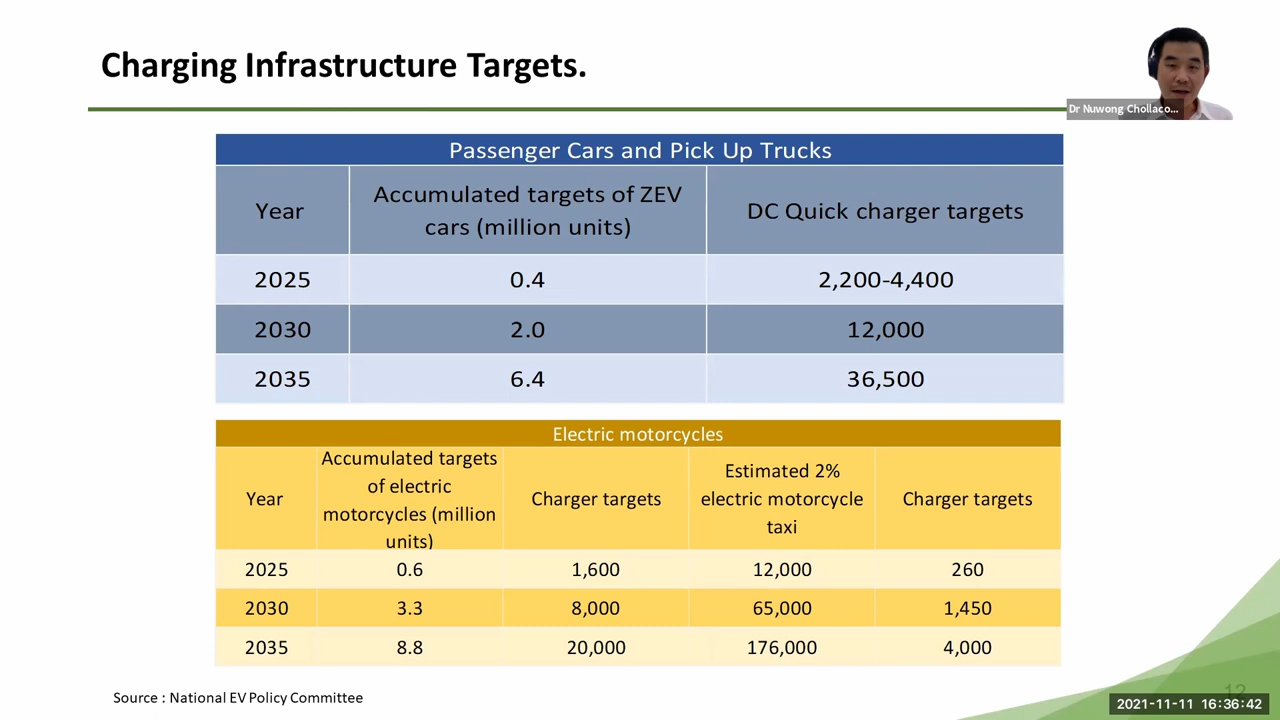 Charging Infrastructure Targets.
Dr Nuwong Chollaco...
Passenger Cars and Pick Up Trucks
Year
Accumulated targets of ZEV
cars (million units)
DC Quick charger targets
2025 0.4 2,200-4,400
2030 2.0 12,000
2035 6.4 36,500
Electric motorcycles
Year
Accumulated targets
of electric
motorcycles (million
units)
Charger targets
Estimated 2%
electric motorcycle
taxi
Charger targets
2025 0.6 1,600 12,000 260
2030 3.3 8,000 65,000 1,450
2035 8.8 20,000 176,000 4,000
Source : National EV Policy Committee
12
2021-11-11 16:36:42